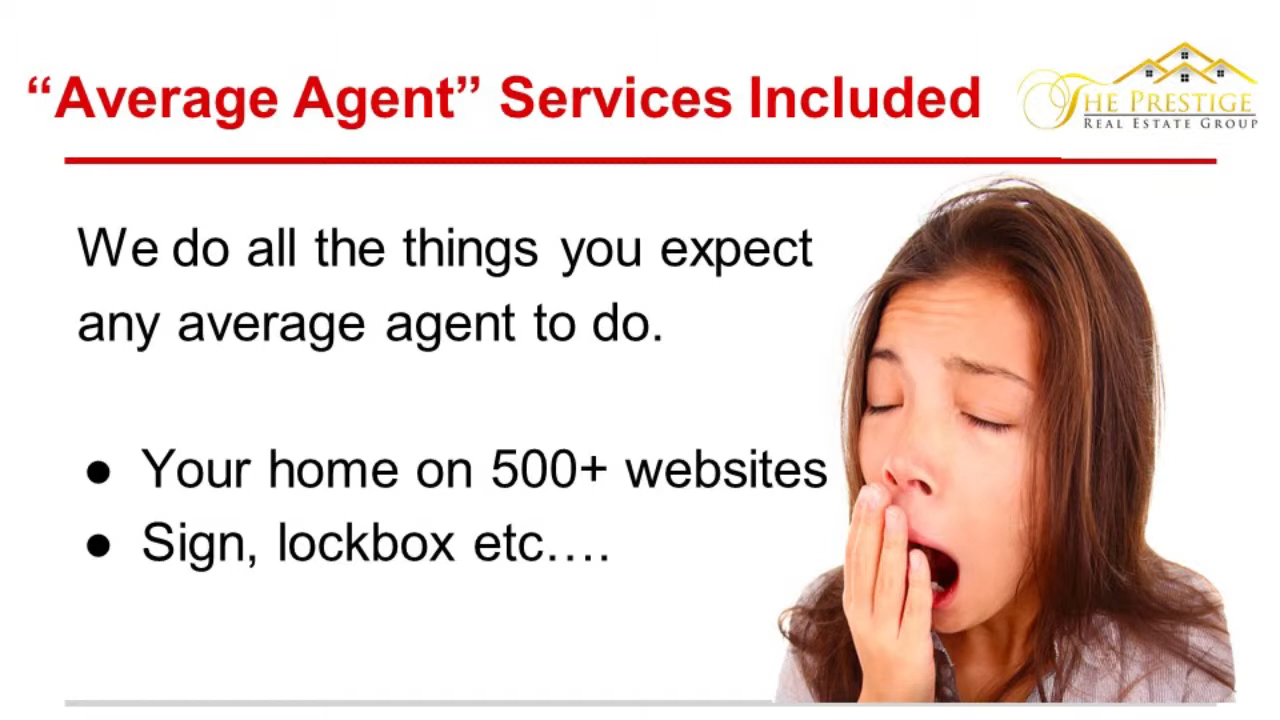 “Average Agent” Services Included
The Prestige
Real Estate Group
We do all the things you expect
any average agent to do.
● Your home on 500+ websites
● Sign, lockbox etc….